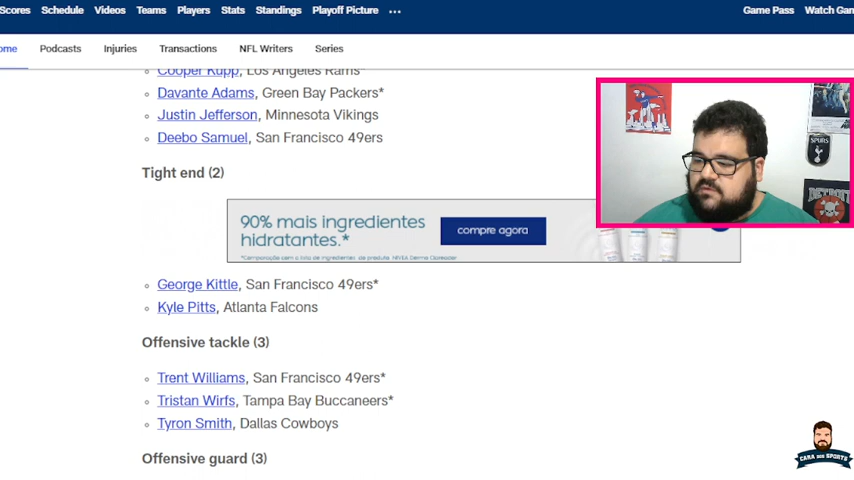 Scores Schedule Videos Teams Players Stats Standings Playoff Picture ... Game Pass Watch Gam
ome Podcasts Injuries Transactions NFL Writers Series
Cooper Kupp, Los Angeles Rams*
Davante Adams, Green Bay Packers*
Justin Jefferson, Minnesota Vikings
Deebo Samuel, San Francisco 49ers
SPURS
DETROIT
Tight end (2)
90% mais ingredientes
hidratantes.*
compre agora
George Kittle, San Francisco 49ers*
Kyle Pitts, Atlanta Falcons
Offensive tackle (3)
Trent Williams, San Francisco 49ers*
Tristan Wirfs, Tampa Bay Buccaneers*
Tyron Smith, Dallas Cowboys
Offensive guard (3)
CARA DOS SPORTS